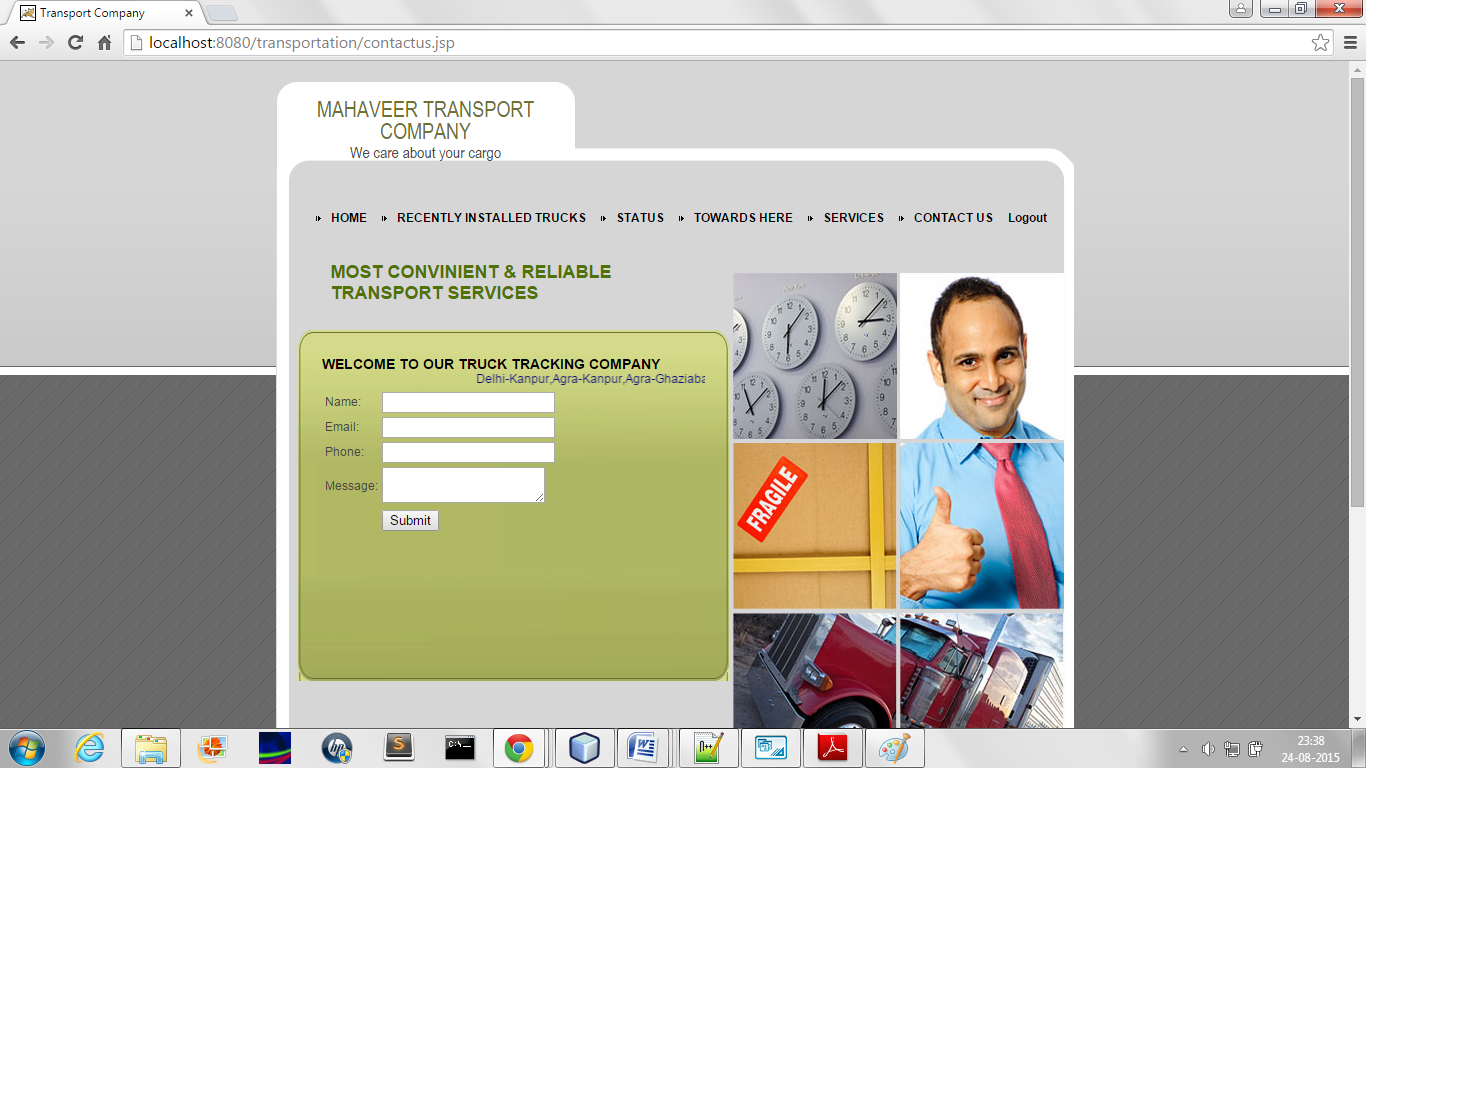 Transport Company
localhost:8080/transportation/contactus.jsp
MAHAVEER TRANSPORT
COMPANY
We care about your cargo
HOME RECENTLY INSTALLED TRUCKS STATUS TOWARDS HERE SERVICES CONTACT US Logout
MOST CONVINIENT & RELIABLE
TRANSPORT SERVICES
WELCOME TO OUR TRUCK TRACKING COMPANY
Delhi-Kanpur,Agra-Kanpur,Agra-Ghaziaba
Name:
Email:
Phone:
Message:
Submit
FRAGILE
23:38
24-08-2015